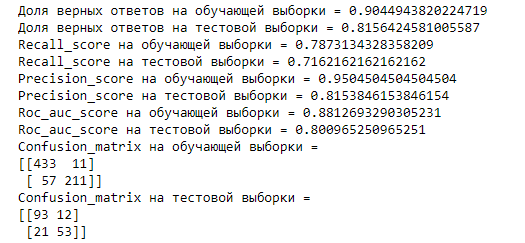 Доля верных ответов на обучающей выборки = 0.9044943820224719
Доля верных ответов на тестовой выборки = 0.8156424581005587
Recall_score на обучающей выборки = 0.7873134328358209
Recall_score на тестовой выборки = 0.7162162162162162
Precision_score на обучающей выборки = 0.9504504504504504
Precision_score на тестовой выборки = 0.8153846153846154
Roc_auc_score на обучающей выборки = 0.8812693290305231
Roc_auc_score на тестовой выборки = 0.800965250965251
Confusion_matrix на обучающей выборки =
[[433  11]
 [ 57 211]]
Confusion_matrix на тестовой выборки =
[[93 12]
 [21 53]]